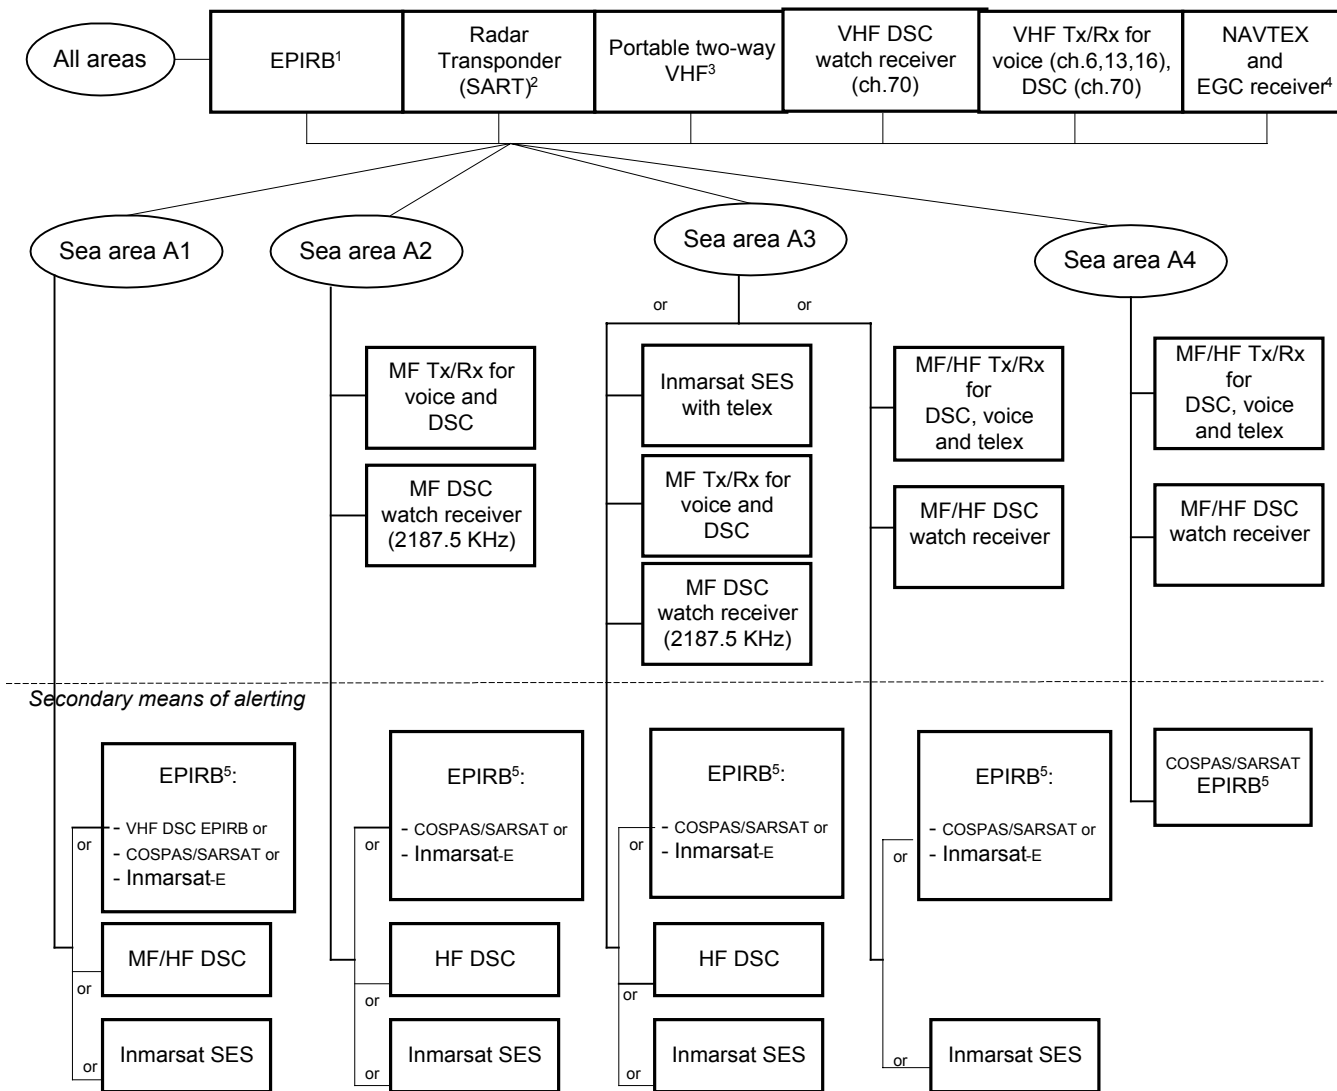 All areas
EPIRB¹
Radar
Transponder
(SART)²
Portable two-way
VHF³
VHF DSC
watch receiver
(ch.70)
VHF Tx/Rx for
voice (ch.6,13,16),
DSC (ch.70)
NAVTEX
and
EGC receiver⁴
Sea area A1
Sea area A2
Sea area A3
Sea area A4
or
or
MF Tx/Rx for
voice and
DSC
MF DSC
watch receiver
(2187.5 KHz)
Inmarsat SES
with telex
MF Tx/Rx for
voice and
DSC
MF DSC
watch receiver
(2187.5 KHz)
MF/HF Tx/Rx
for
DSC, voice
and telex
MF/HF DSC
watch receiver
MF/HF Tx/Rx
for
DSC, voice
and telex
MF/HF DSC
watch receiver
Secondary means of alerting
EPIRB⁵:
- VHF DSC EPIRB or
- COSPAS/SARSAT or
- Inmarsat-E
or
MF/HF DSC
or
Inmarsat SES
or
EPIRB⁵:
- COSPAS/SARSAT or
- Inmarsat-E
or
HF DSC
or
Inmarsat SES
or
EPIRB⁵:
- COSPAS/SARSAT or
- Inmarsat-E
or
HF DSC
or
Inmarsat SES
or
EPIRB⁵:
- COSPAS/SARSAT or
- Inmarsat-E
or
Inmarsat SES
or
COSPAS/SARSAT
EPIRB⁵